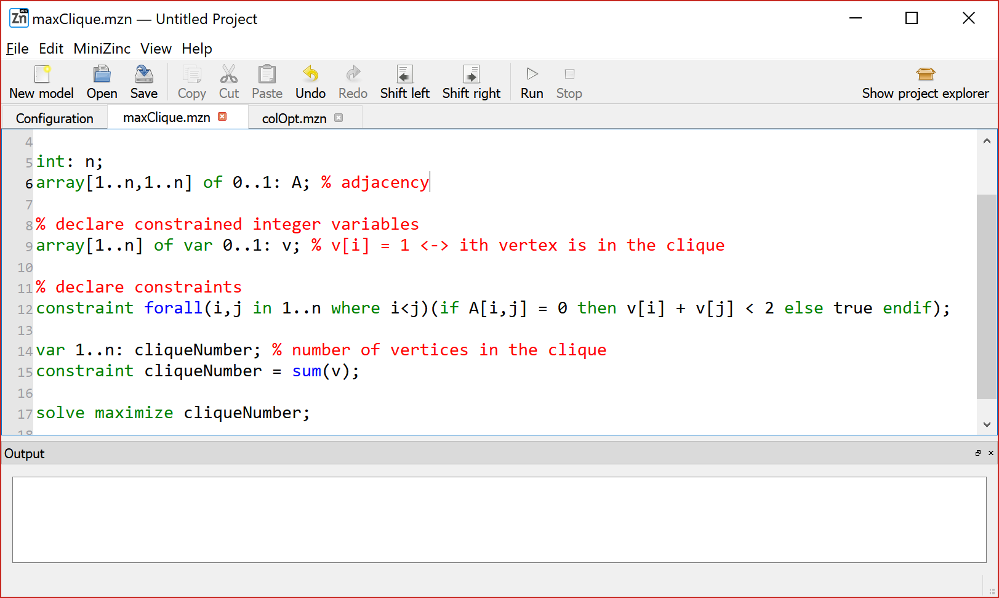 Zn Mini maxClique.mzn — Untitled Project
File Edit MiniZinc View Help
New model Open Save Copy Cut Paste Undo Redo Shift left Shift right Run Stop Show project explorer
Configuration maxClique.mzn colOpt.mzn
4
5 int: n;
6 array[1..n,1..n] of 0..1: A; % adjacency
7
8 % declare constrained integer variables
9 array[1..n] of var 0..1: v; % v[i] = 1 <-> ith vertex is in the clique
10
11 % declare constraints
12 constraint forall(i,j in 1..n where i<j)(if A[i,j] = 0 then v[i] + v[j] < 2 else true endif);
13
14 var 1..n: cliqueNumber; % number of vertices in the clique
15 constraint cliqueNumber = sum(v);
16
17 solve maximize cliqueNumber;
18
Output